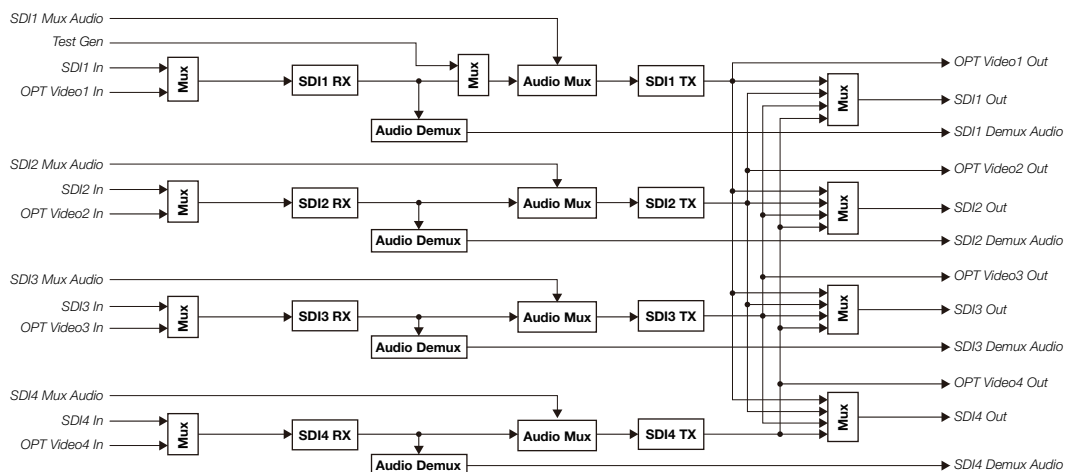 SDI1 Mux Audio
Test Gen
SDI1 In
OPT Video1 In
Mux
SDI1 RX
Mux
Audio Mux
SDI1 TX
Audio Demux
Mux
OPT Video1 Out
SDI1 Out
SDI1 Demux Audio
SDI2 Mux Audio
SDI2 In
OPT Video2 In
Mux
SDI2 RX
Audio Mux
SDI2 TX
Audio Demux
Mux
OPT Video2 Out
SDI2 Out
SDI2 Demux Audio
SDI3 Mux Audio
SDI3 In
OPT Video3 In
Mux
SDI3 RX
Audio Mux
SDI3 TX
Audio Demux
Mux
OPT Video3 Out
SDI3 Out
SDI3 Demux Audio
SDI4 Mux Audio
SDI4 In
OPT Video4 In
Mux
SDI4 RX
Audio Mux
SDI4 TX
Audio Demux
Mux
OPT Video4 Out
SDI4 Out
SDI4 Demux Audio